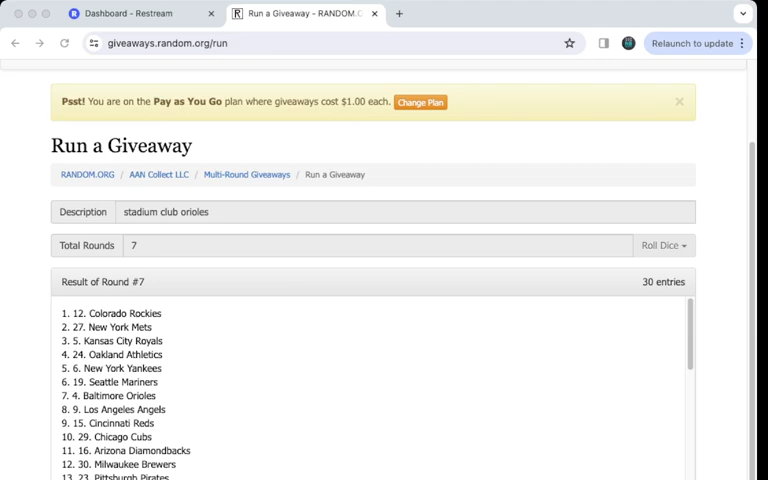 Dashboard - Restream
Run a Giveaway - RANDOM.O
giveaways.random.org/run
Relaunch to update
Psst! You are on the Pay as You Go plan where giveaways cost $1.00 each. Change Plan
Run a Giveaway
RANDOM.ORG / AAN Collect LLC / Multi-Round Giveaways / Run a Giveaway
Description stadium club orioles
Total Rounds 7 Roll Dice
Result of Round #7 30 entries
1. 12. Colorado Rockies
2. 27. New York Mets
3. 5. Kansas City Royals
4. 24. Oakland Athletics
5. 6. New York Yankees
6. 19. Seattle Mariners
7. 4. Baltimore Orioles
8. 9. Los Angeles Angels
9. 15. Cincinnati Reds
10. 29. Chicago Cubs
11. 16. Arizona Diamondbacks
12. 30. Milwaukee Brewers
13. 23. Pittsburgh Pirates